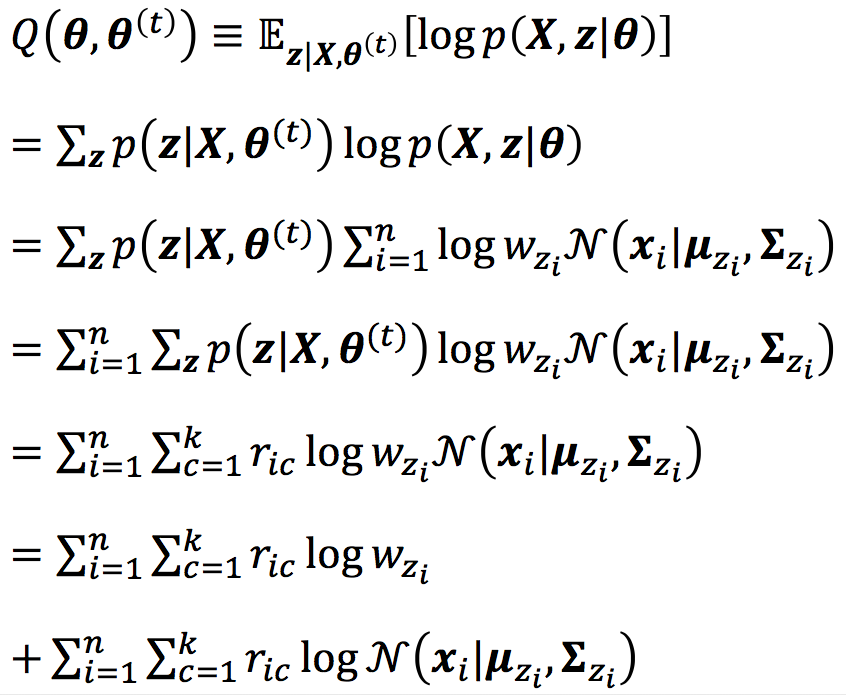 Q(𝜽, 𝜽⁽ᵗ⁾) ≡ 𝔼_{𝒛|𝑿,𝜽⁽ᵗ⁾}[log p(𝑿, 𝒛|𝜽)]
= ∑_𝒛 p(𝒛|𝑿, 𝜽⁽ᵗ⁾) log p(𝑿, 𝒛|𝜽)
= ∑_𝒛 p(𝒛|𝑿, 𝜽⁽ᵗ⁾) ∑_{i=1}^{n} log w_{z_i} 𝒩(𝒙_i|𝝁_{z_i}, 𝚺_{z_i})
= ∑_{i=1}^{n} ∑_𝒛 p(𝒛|𝑿, 𝜽⁽ᵗ⁾) log w_{z_i} 𝒩(𝒙_i|𝝁_{z_i}, 𝚺_{z_i})
= ∑_{i=1}^{n} ∑_{c=1}^{k} r_{ic} log w_{z_i} 𝒩(𝒙_i|𝝁_{z_i}, 𝚺_{z_i})
= ∑_{i=1}^{n} ∑_{c=1}^{k} r_{ic} log w_{z_i}
+ ∑_{i=1}^{n} ∑_{c=1}^{k} r_{ic} log 𝒩(𝒙_i|𝝁_{z_i}, 𝚺_{z_i})